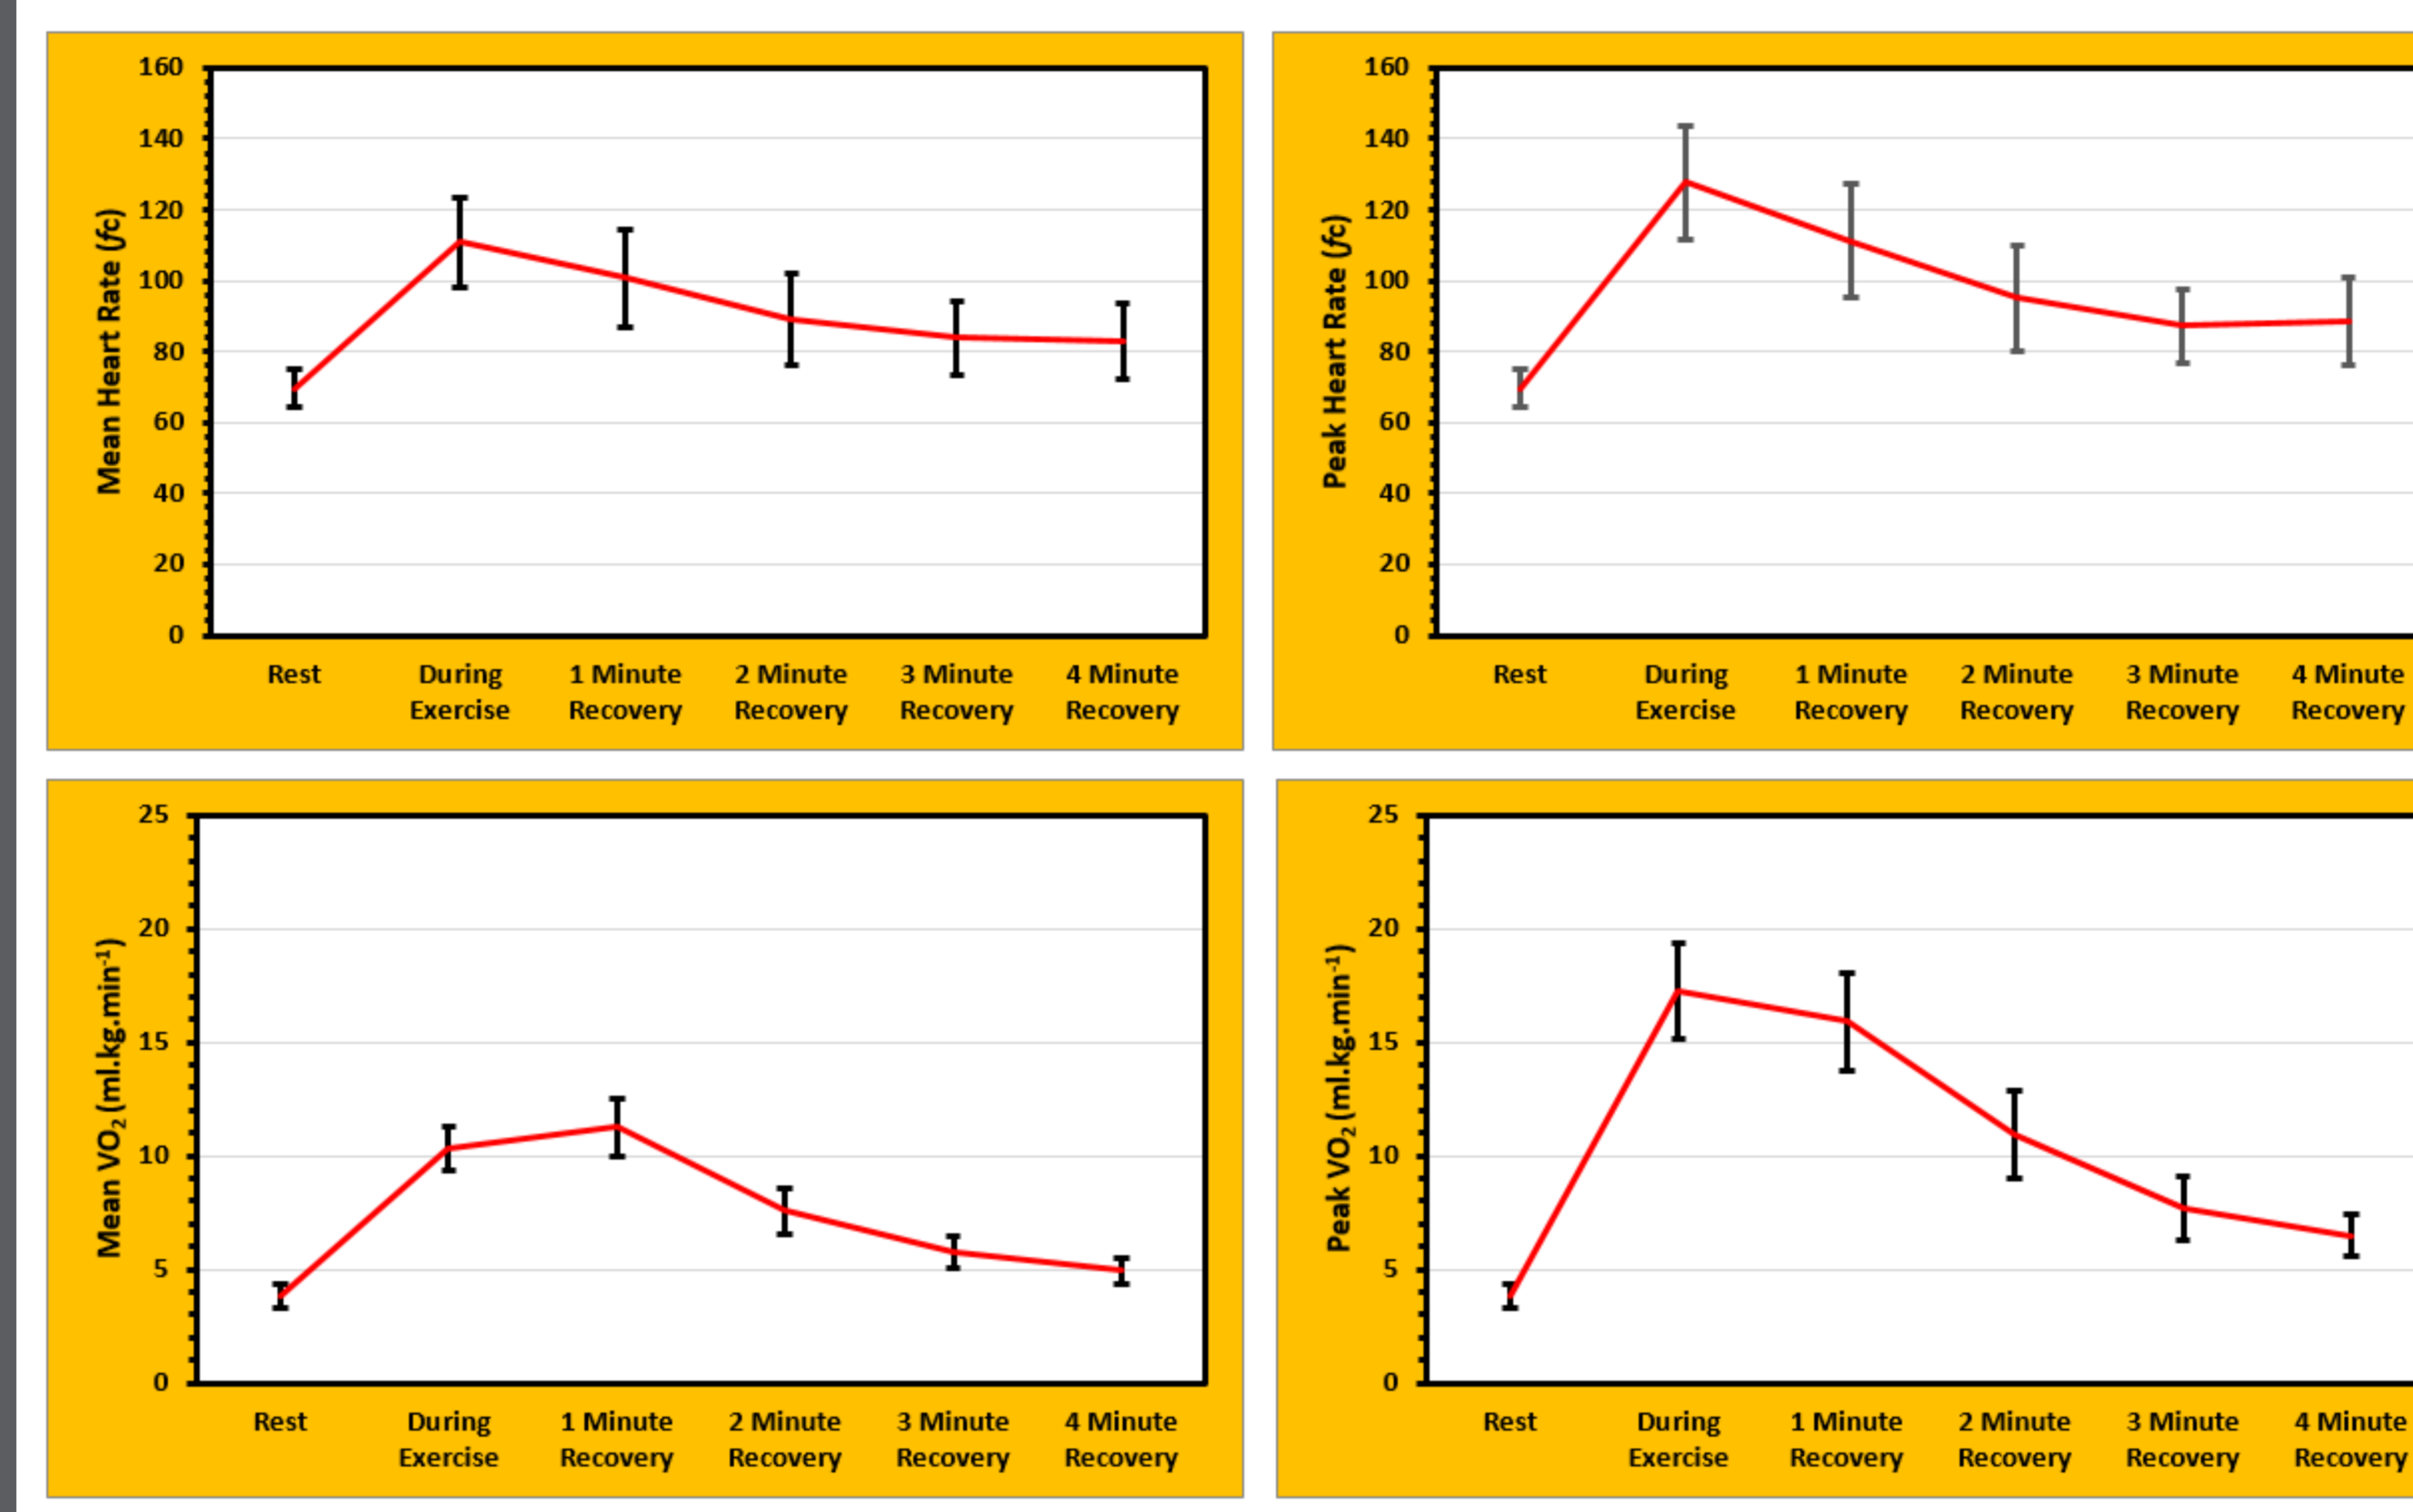 160
140
120
100
80
60
40
20
0
Mean Heart Rate (fc)
Rest
During
Exercise
1 Minute
Recovery
2 Minute
Recovery
3 Minute
Recovery
4 Minute
Recovery
160
140
120
100
80
60
40
20
0
Peak Heart Rate (fc)
Rest
During
Exercise
1 Minute
Recovery
2 Minute
Recovery
3 Minute
Recovery
4 Minute
Recovery
25
20
15
10
5
0
Mean VO₂ (ml.kg.min⁻¹)
Rest
During
Exercise
1 Minute
Recovery
2 Minute
Recovery
3 Minute
Recovery
4 Minute
Recovery
25
20
15
10
5
0
Peak VO₂ (ml.kg.min⁻¹)
Rest
During
Exercise
1 Minute
Recovery
2 Minute
Recovery
3 Minute
Recovery
4 Minute
Recovery